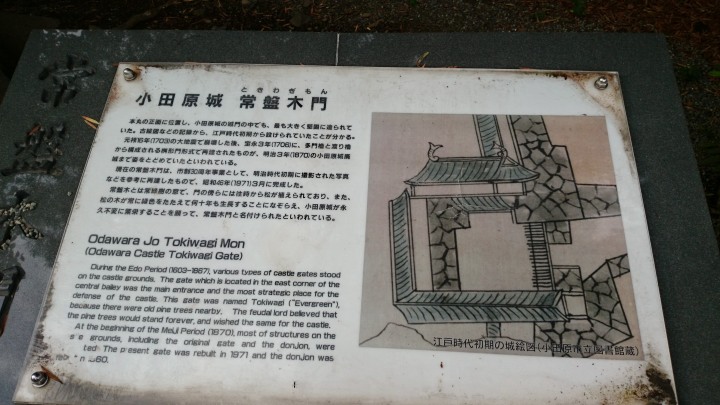 ときわぎもん
小田原城 常盤木門
本丸の正面に位置し、小田原城の城門の中でも、最も大きく堅固に造られて
いた。古絵図などの記録から、江戸時代初期から設けられていたことが分かる。
元禄16年(1703)の大地震で崩壊した後、宝永3年(1706)に、多門櫓と渡り櫓
から構成される桝形門形式で再建されたものが、明治3年(1870)の小田原城廃
城まで姿をとどめていたといわれている。
現在の常盤木門は、市制30周年事業として、明治時代初期に撮影された写真
などを参考に再建したもので、昭和46年(1971)3月に完成した。
常盤木とは常緑樹の意で、門の傍らには往時から松が植えられており、また、
松の木が常に緑色をたたえて何十年も生長することになぞらえ、小田原城が永
久不変に繁栄することを願って、常盤木門と名付けられたといわれている。
Odawara Jo Tokiwagi Mon
(Odawara Castle Tokiwagi Gate)
During the Edo Period (1603-1867), various types of castle gates stood
on the castle grounds. The gate which is located in the east corner of the
central bailey was the main entrance and the most strategic place for the
defense of the castle. This gate was named Tokiwagi ("Evergreen"),
because there were old pine trees nearby. The feudal lord believed that
the pine trees would stand forever, and wished the same for the castle.
At the beginning of the Meiji Period (1870), most of structures on the
grounds, including the original gate and the donjon, were
The present gate was rebuilt in 1971 and the donjon was
江戸時代初期の城絵図(小田原市立図書館蔵)
常盤木